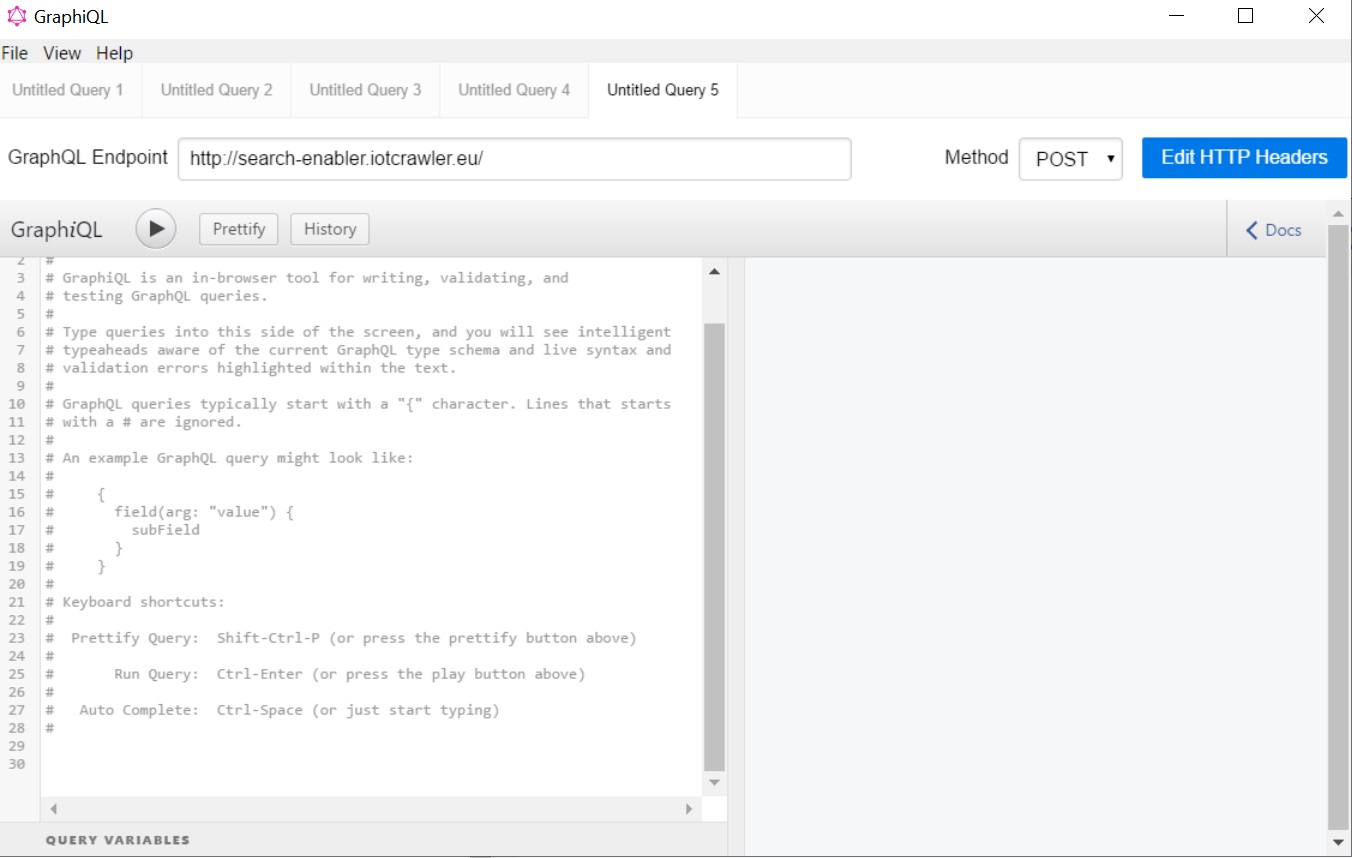 GraphiQL
File View Help
Untitled Query 1 Untitled Query 2 Untitled Query 3 Untitled Query 4 Untitled Query 5
GraphQL Endpoint http://search-enabler.iotcrawler.eu/ Method POST Edit HTTP Headers
GraphiQL Prettify History Docs
2 #
3 # GraphiQL is an in-browser tool for writing, validating, and
4 # testing GraphQL queries.
5 #
6 # Type queries into this side of the screen, and you will see intelligent
7 # typeaheads aware of the current GraphQL type schema and live syntax and
8 # validation errors highlighted within the text.
9 #
10 # GraphQL queries typically start with a "{" character. Lines that starts
11 # with a # are ignored.
12 #
13 # An example GraphQL query might look like:
14 #
15 #     {
16 #       field(arg: "value") {
17 #         subField
18 #       }
19 #     }
20 #
21 # Keyboard shortcuts:
22 #
23 #  Prettify Query:  Shift-Ctrl-P (or press the prettify button above)
24 #
25 #       Run Query:  Ctrl-Enter (or press the play button above)
26 #
27 #   Auto Complete:  Ctrl-Space (or just start typing)
28 #
29
30
QUERY VARIABLES